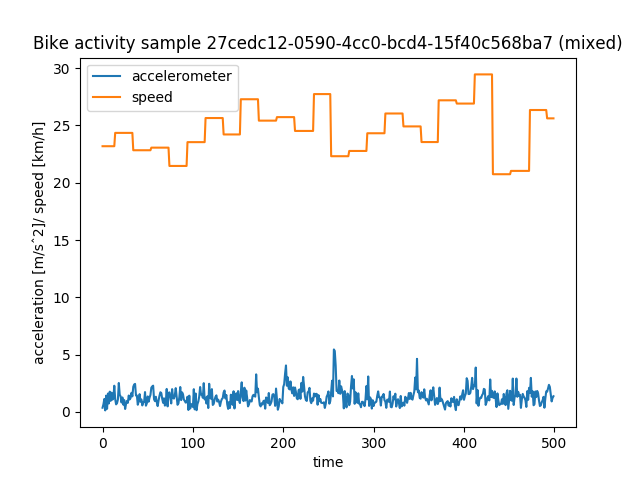 Bike activity sample 27cedc12-0590-4cc0-bcd4-15f40c568ba7 (mixed)
accelerometer
speed
acceleration [m/s^2]/ speed [km/h]
30
25
20
15
10
5
0
0 100 200 300 400 500
time